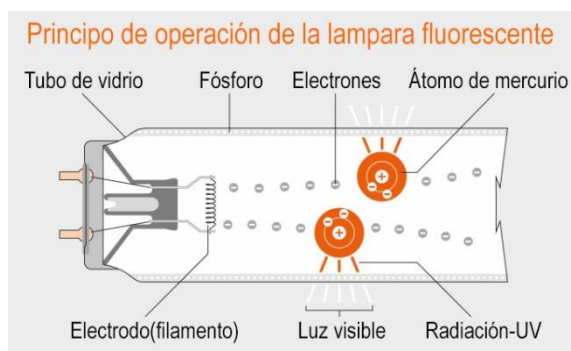 Principo de operación de la lampara fluorescente
Tubo de vidrio
Fósforo
Electrones
Átomo de mercurio
Electrodo(filamento)
Luz visible
Radiación-UV